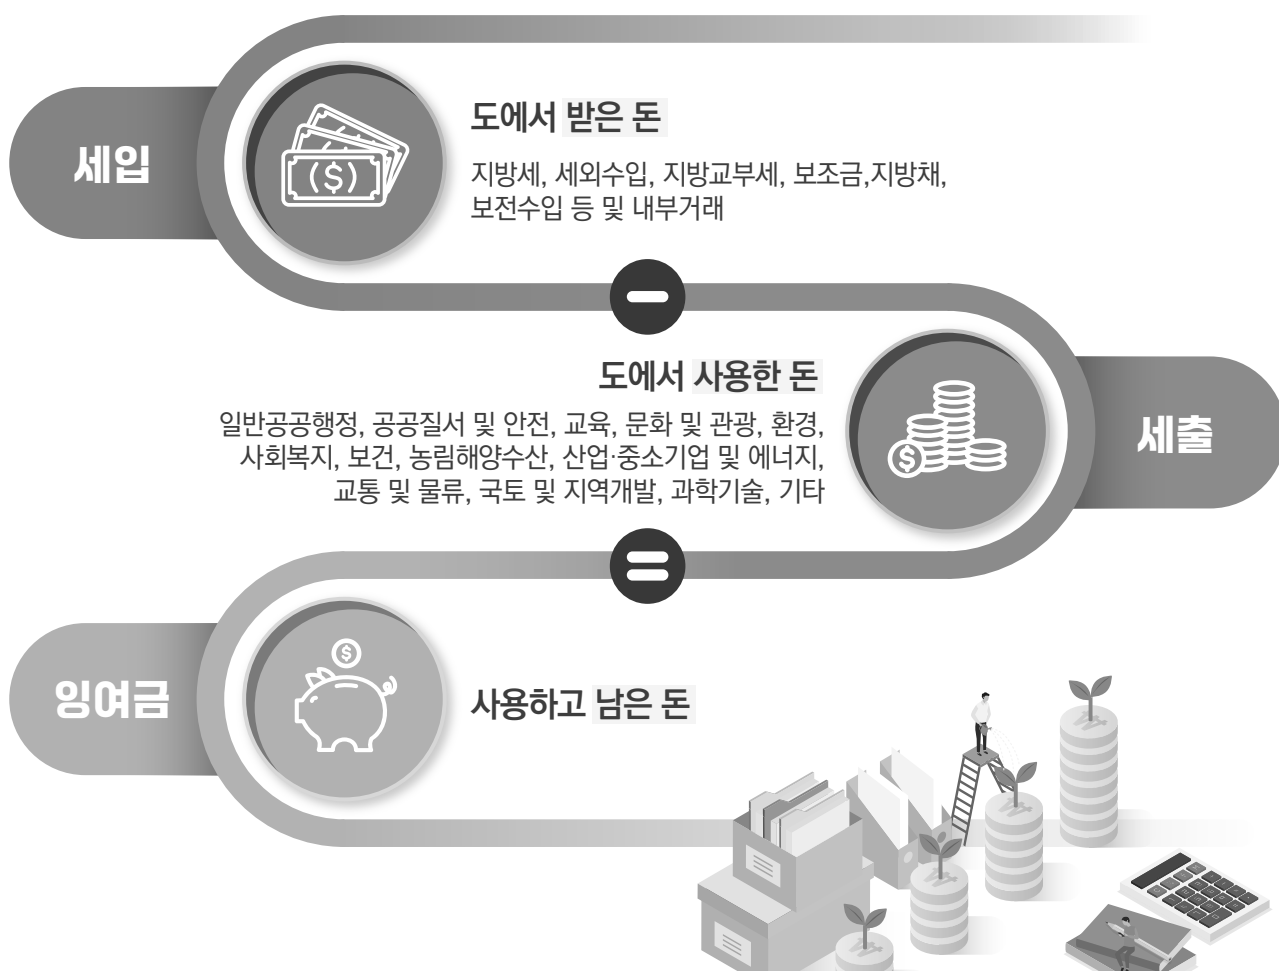 세입
도에서 받은 돈
지방세, 세외수입, 지방교부세, 보조금,지방채,
보전수입 등 및 내부거래
도에서 사용한 돈
일반공공행정, 공공질서 및 안전, 교육, 문화 및 관광, 환경,
사회복지, 보건, 농림해양수산, 산업·중소기업 및 에너지,
교통 및 물류, 국토 및 지역개발, 과학기술, 기타
세출
잉여금
사용하고 남은 돈